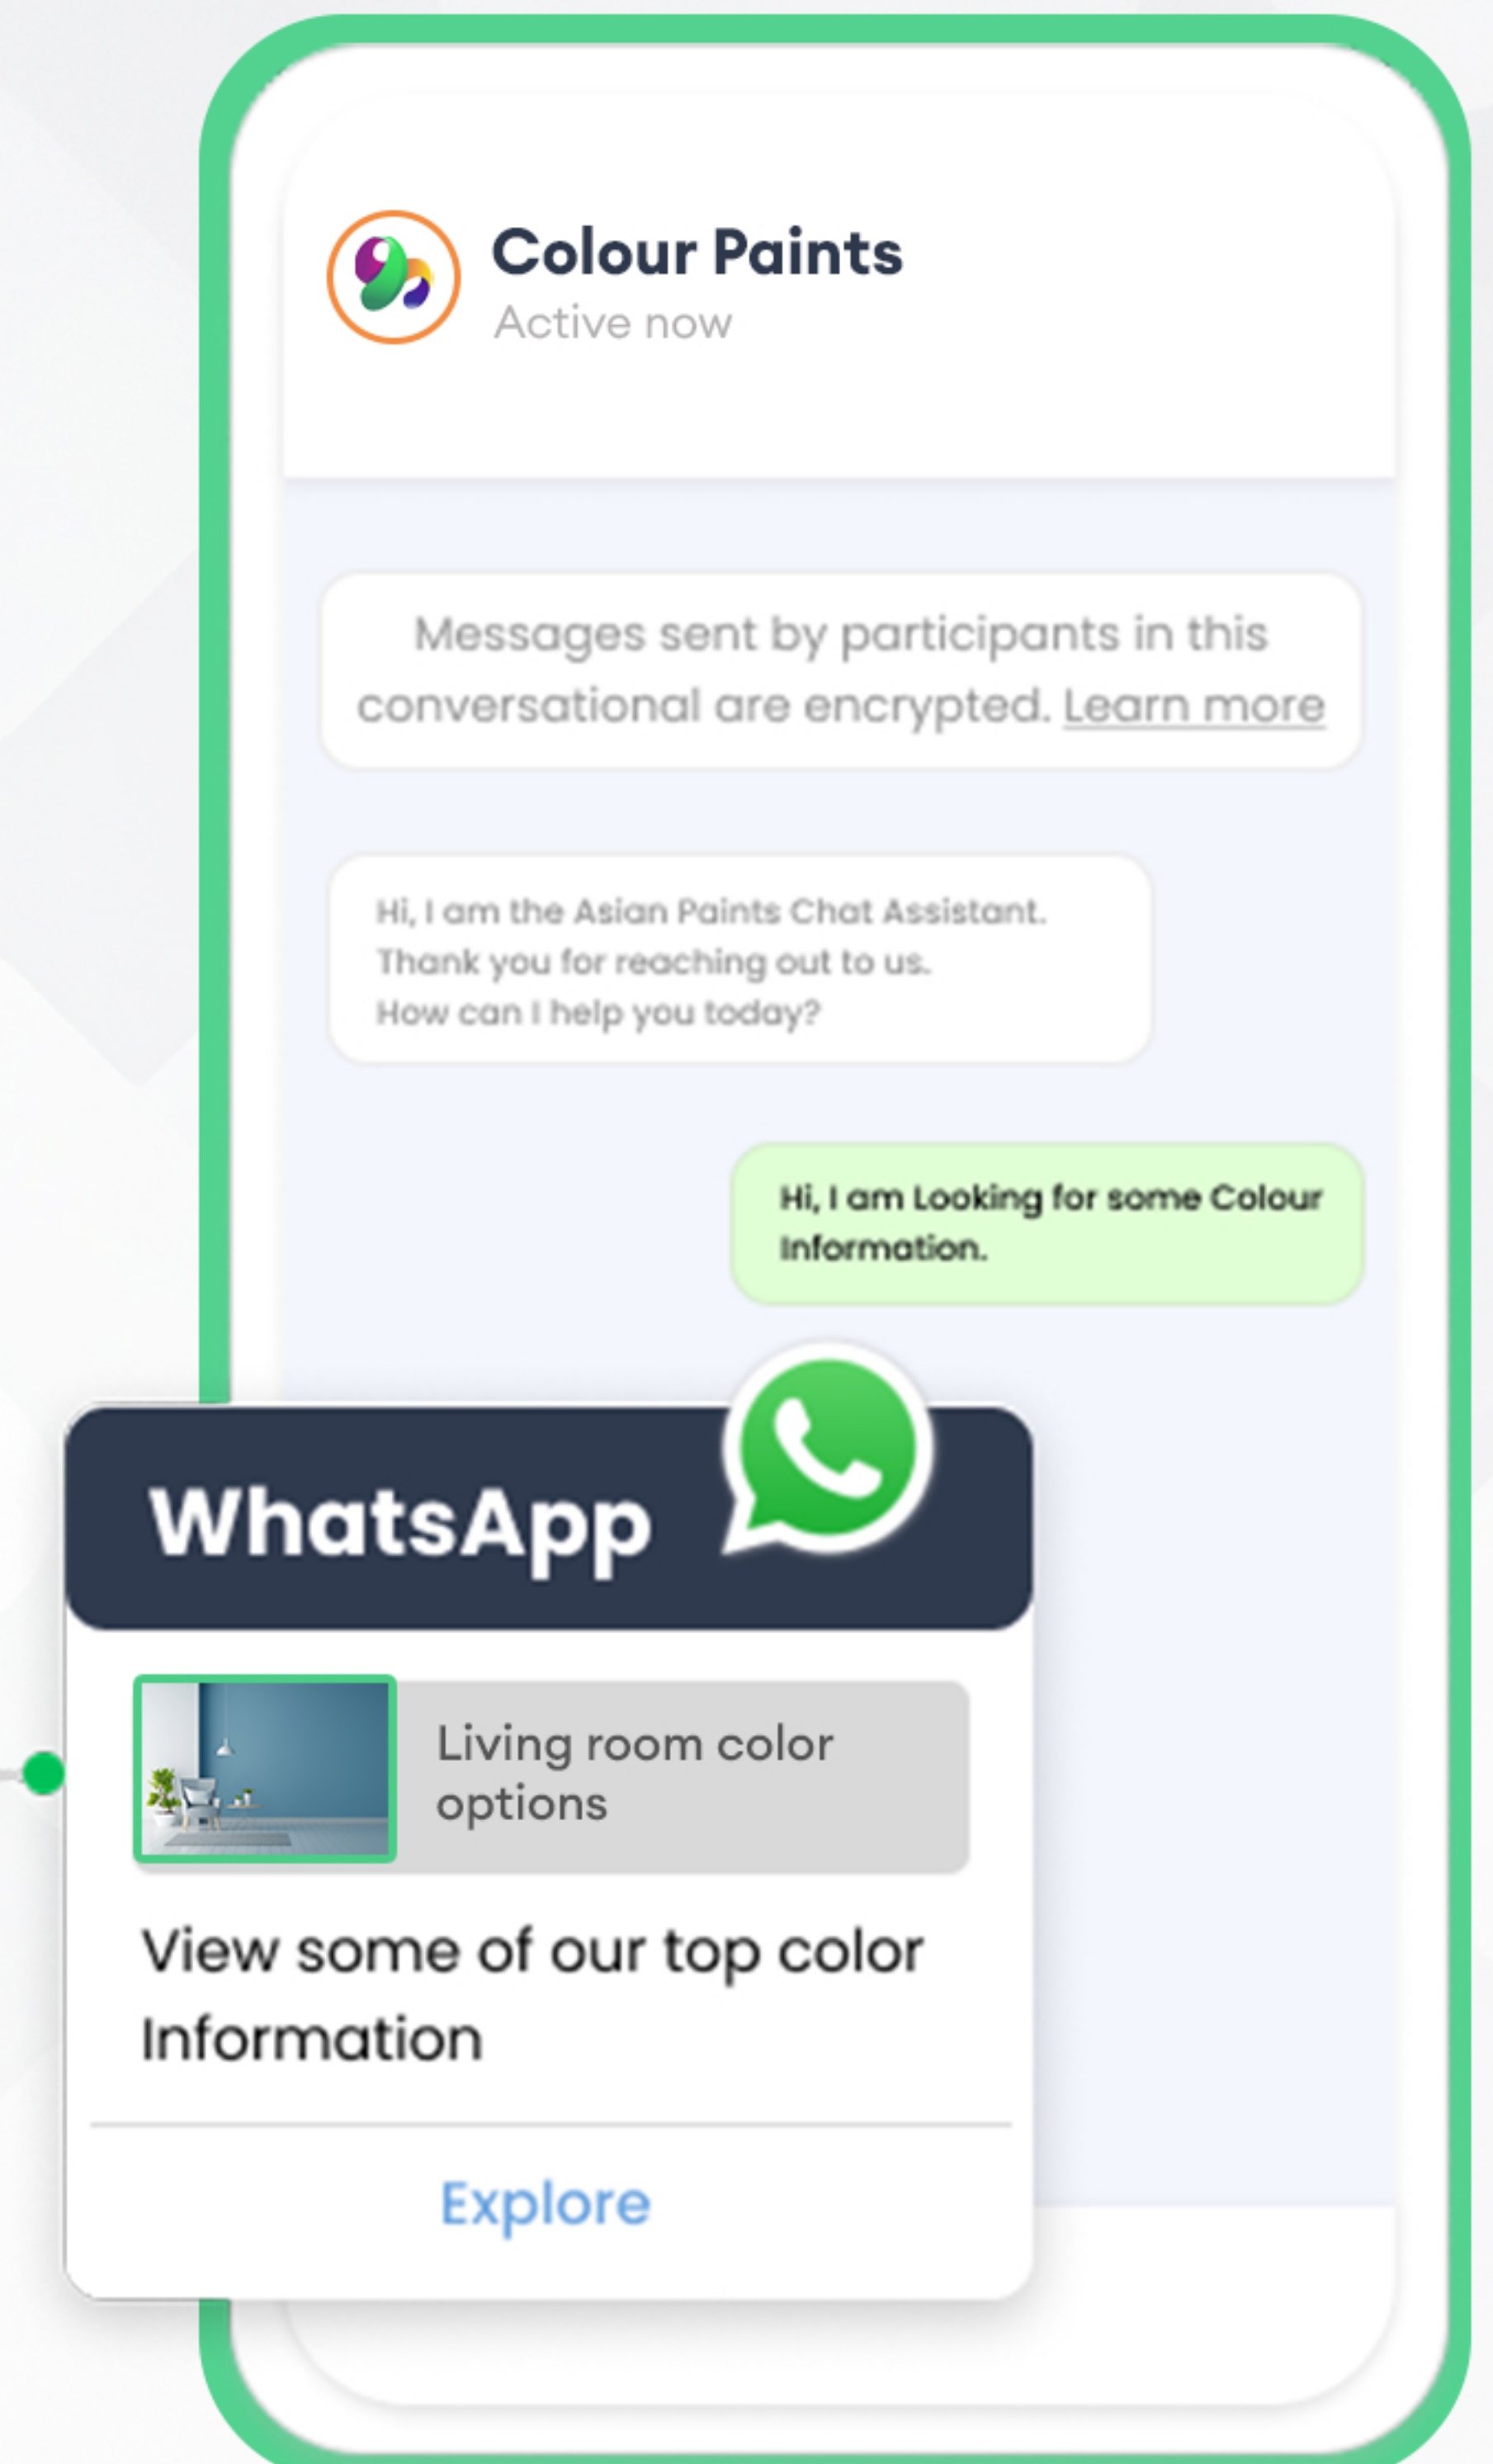 Colour Paints
Active now
Messages sent by participants in this
conversational are encrypted. Learn more
Hi, I am the Asian Paints Chat Assistant.
Thank you for reaching out to us.
How can I help you today?
Hi, I am Looking for some Colour
Information.
WhatsApp
Living room color
options
View some of our top color
Information
Explore